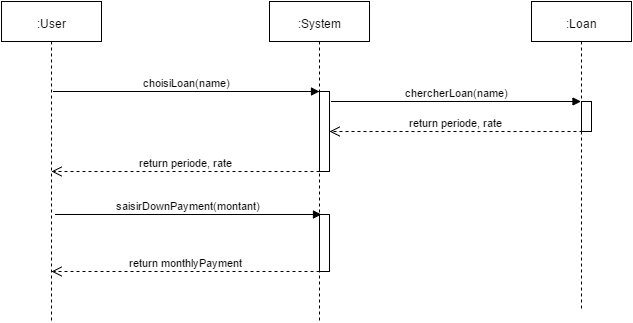 :User
:System
:Loan
choisiLoan(name)
chercherLoan(name)
return periode, rate
return periode, rate
saisirDownPayment(montant)
return monthlyPayment